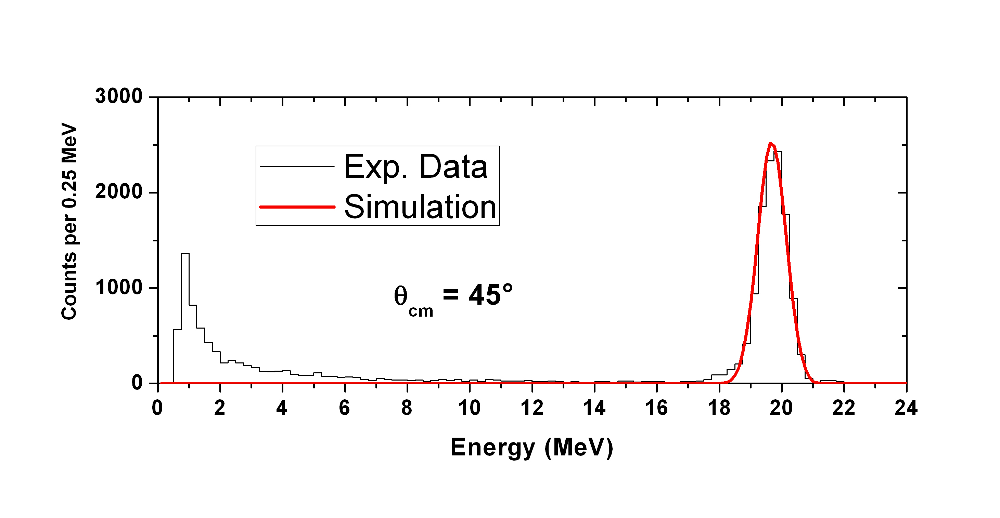 3000
2000
1000
0
Counts per 0.25 MeV
Exp. Data
Simulation
θcm = 45°
0 2 4 6 8 10 12 14 16 18 20 22 24
Energy (MeV)